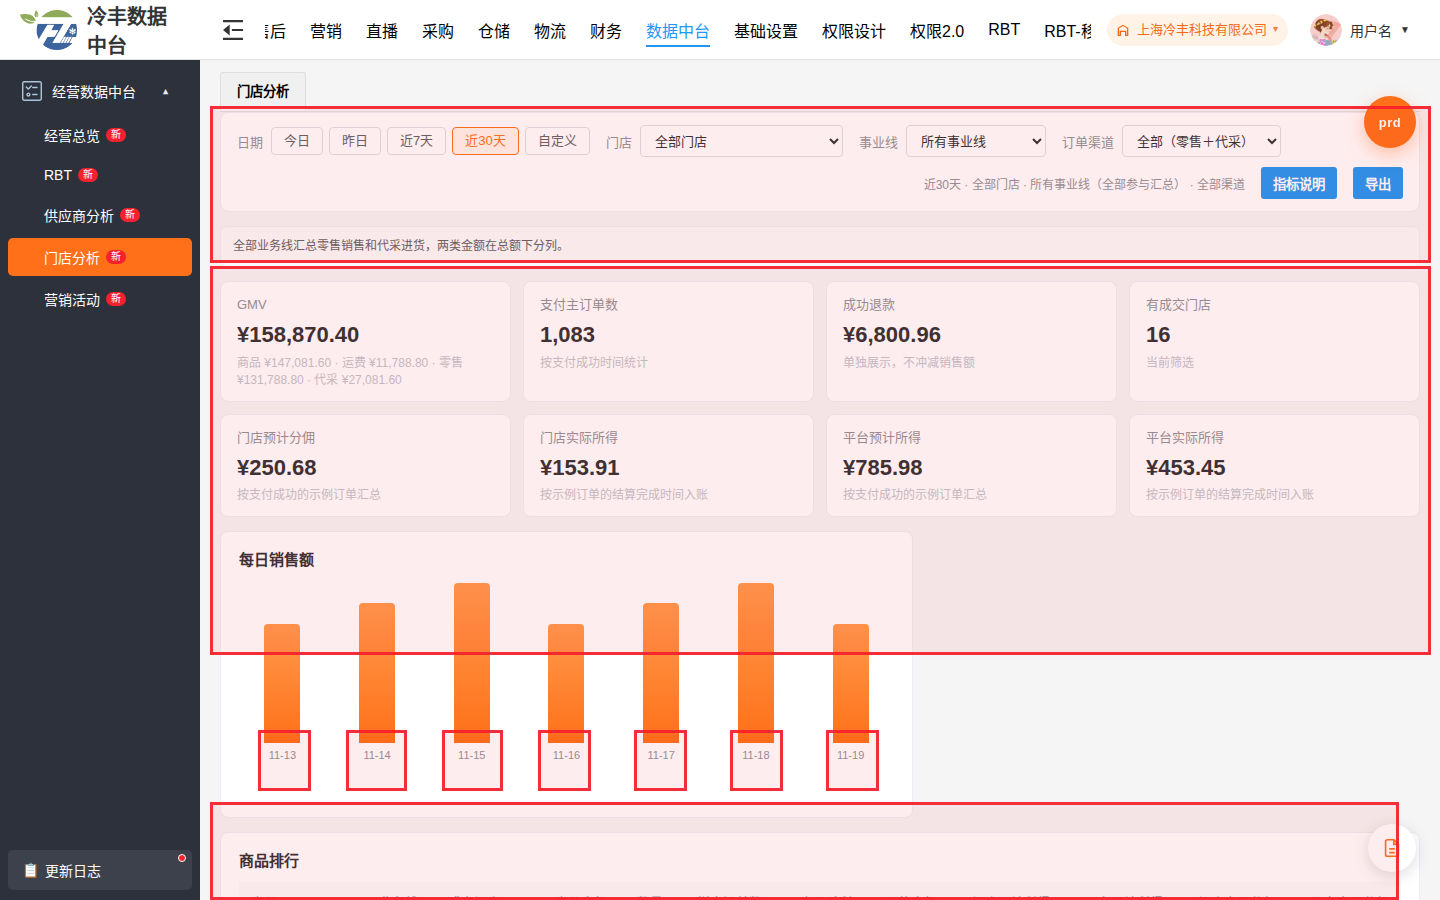 冷丰数据
中台
售后 营销 直播 采购 仓储 物流 财务 数据中台 基础设置 权限设计 权限2.0 RBT RBT-移
上海冷丰科技有限公司 ▾
用户名 ▼
经营数据中台 ▲
经营总览 新
RBT 新
供应商分析 新
门店分析 新
营销活动 新
更新日志
门店分析
prd
日期 今日 昨日 近7天 近30天 自定义 门店 全部门店 事业线 所有事业线 订单渠道 全部（零售＋代采）
近30天 · 全部门店 · 所有事业线（全部参与汇总） · 全部渠道 指标说明 导出
全部业务线汇总零售销售和代采进货，两类金额在总额下分列。
GMV
¥158,870.40
商品 ¥147,081.60 · 运费 ¥11,788.80 · 零售
¥131,788.80 · 代采 ¥27,081.60
支付主订单数
1,083
按支付成功时间统计
成功退款
¥6,800.96
单独展示，不冲减销售额
有成交门店
16
当前筛选
门店预计分佣
¥250.68
按支付成功的示例订单汇总
门店实际所得
¥153.91
按示例订单的结算完成时间入账
平台预计所得
¥785.98
按支付成功的示例订单汇总
平台实际所得
¥453.45
按示例订单的结算完成时间入账
每日销售额
11-13 11-14 11-15 11-16 11-17 11-18 11-19
商品排行